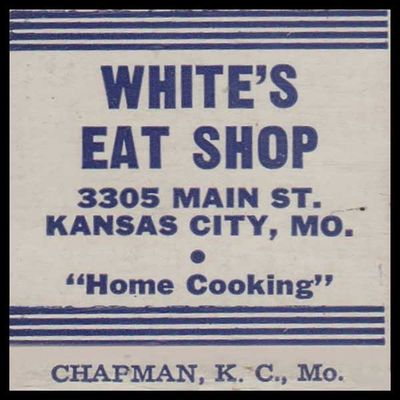 WHITE'S
EAT SHOP
3305 MAIN ST.
KANSAS CITY, MO.
•
"Home Cooking"
CHAPMAN, K. C., Mo.